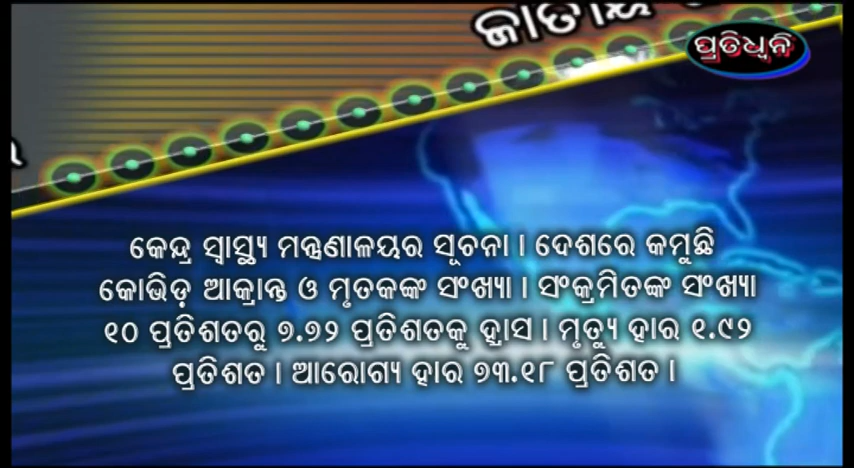 ଜାତୀୟ
ପ୍ରତିଧ୍ୱନି
କେନ୍ଦ୍ର ସ୍ୱାସ୍ଥ୍ୟ ମନ୍ତ୍ରଣାଳୟର ସୂଚନା । ଦେଶରେ କମୁଛି
କୋଭିଡ଼ ଆକ୍ରାନ୍ତ ଓ ମୃତକଙ୍କ ସଂଖ୍ୟା । ସଂକ୍ରମିତଙ୍କ ସଂଖ୍ୟା
୧୦ ପ୍ରତିଶତରୁ ୭.୭୨ ପ୍ରତିଶତକୁ ହ୍ରାସ । ମୃତ୍ୟୁ ହାର ୧.୯୨
ପ୍ରତିଶତ । ଆରୋଗ୍ୟ ହାର ୭୩.୧୮ ପ୍ରତିଶତ ।